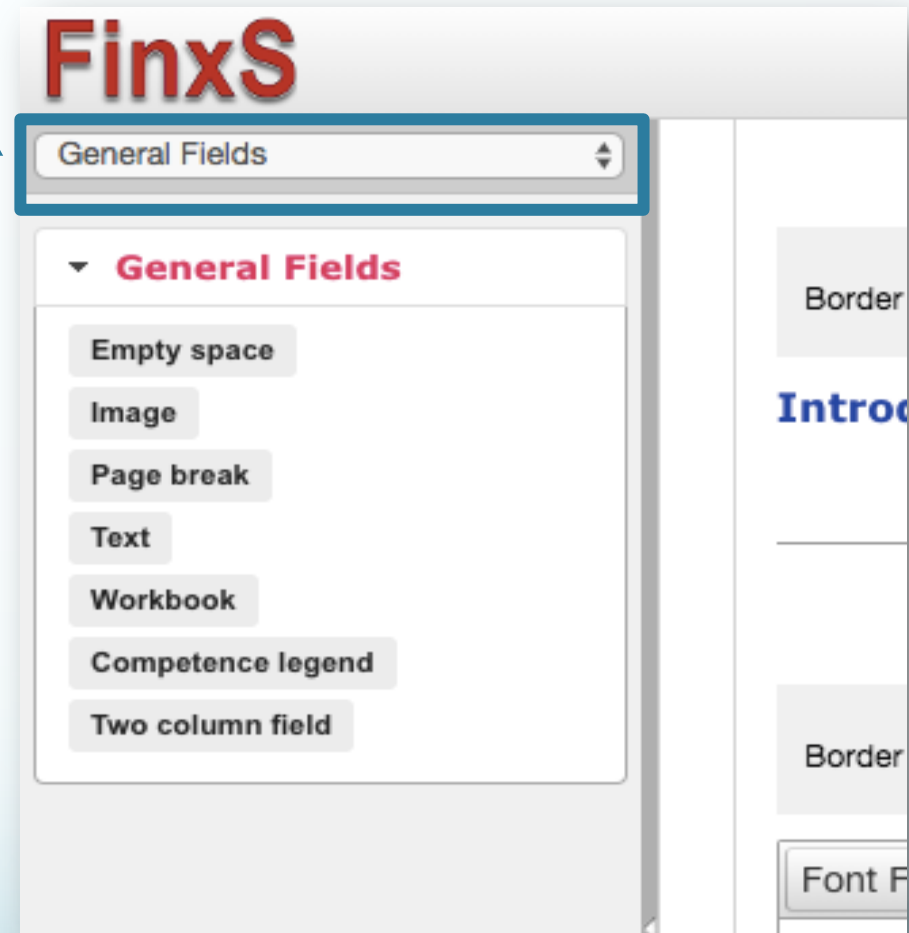 FinxS
General Fields
General Fields
Empty space
Image
Page break
Text
Workbook
Competence legend
Two column field
Border
Border
Font